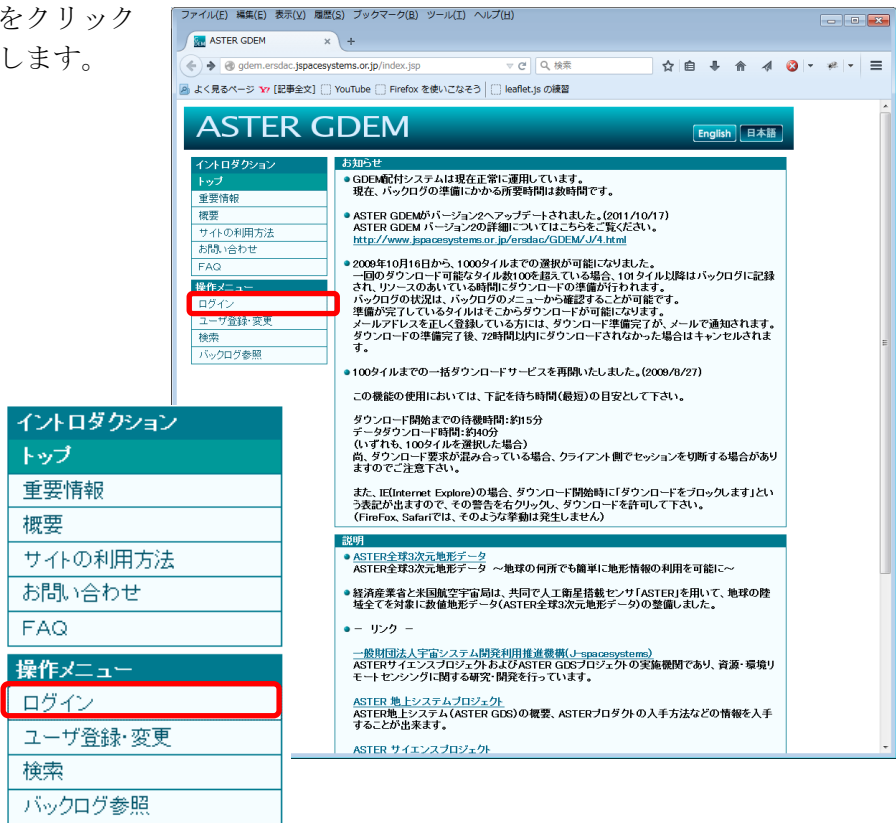 をクリック
します。
ファイル(F) 編集(E) 表示(V) 履歴(S) ブックマーク(B) ツール(T) ヘルプ(H)
ASTER GDEM × +
gdem.ersdac.jspacesystems.or.jp/index.jsp 検索
よく見るページ [記事全文] YouTube Firefox を使いこなそう leaflet.js の練習
ASTER GDEM
English 日本語
イントロダクション
トップ
重要情報
概要
サイトの利用方法
お問い合わせ
FAQ
操作メニュー
ログイン
ユーザ登録・変更
検索
バックログ参照
お知らせ
GDEM配付システムは現在正常に運用しています。
現在、バックログの準備にかかる所要時間は数時間です。
ASTER GDEMがバージョン2へアップデートされました。(2011/10/17)
ASTER GDEM バージョン2の詳細についてはこちらをご覧ください。
http://www.jspacesystems.or.jp/ersdac/GDEM/J/4.html
2009年10月16日から、1000タイルまでの選択が可能になりました。
一回のダウンロード可能なタイル数100を超えている場合、101タイル以降はバックログに記録
され、リソースのあいている時間にダウンロードの準備が行われます。
バックログの状況は、バックログのメニューから確認することが可能です。
準備が完了しているタイルはそこからダウンロードが可能になります。
メールアドレスを正しく登録している方には、ダウンロード準備完了が、メールで通知されます。
ダウンロードの準備完了後、72時間以内にダウンロードされなかった場合はキャンセルされま
す。
100タイルまでの一括ダウンロードサービスを再開いたしました。(2009/8/27)
この機能の使用においては、下記を待ち時間(最短)の目安として下さい。
ダウンロード開始までの待機時間:約15分
データダウンロード時間:約40分
(いずれも、100タイルを選択した場合)
尚、ダウンロード要求が混み合っている場合、クライアント側でセッションを切断する場合があり
ますのでご注意下さい。
また、IE(Internet Explore)の場合、ダウンロード開始時に「ダウンロードをブロックします」とい
う表記が出ますので、その警告を右クリックし、ダウンロードを許可して下さい。
(FireFox, Safariでは、そのような挙動は発生しません)
説明
ASTER全球3次元地形データ
ASTER全球3次元地形データ ～地球の何所でも簡単に地形情報の利用を可能に～
経済産業省と米国航空宇宙局は、共同で人工衛星搭載センサ「ASTER」を用いて、地球の陸
域全てを対象に数値地形データ(ASTER全球3次元地形データ)の整備しました。
－ リンク －
一般財団法人宇宙システム開発利用推進機構(J-spacesystems)
ASTERサイエンスプロジェクトおよびASTER GDSプロジェクトの実施機関であり、資源・環境リ
モートセンシングに関する研究・開発を行っています。
ASTER 地上システムプロジェクト
ASTER地上システム(ASTER GDS)の概要、ASTERプロダクトの入手方法などの情報を入手
することが出来ます。
ASTER サイエンスプロジェクト
イントロダクション
トップ
重要情報
概要
サイトの利用方法
お問い合わせ
FAQ
操作メニュー
ログイン
ユーザ登録・変更
検索
バックログ参照